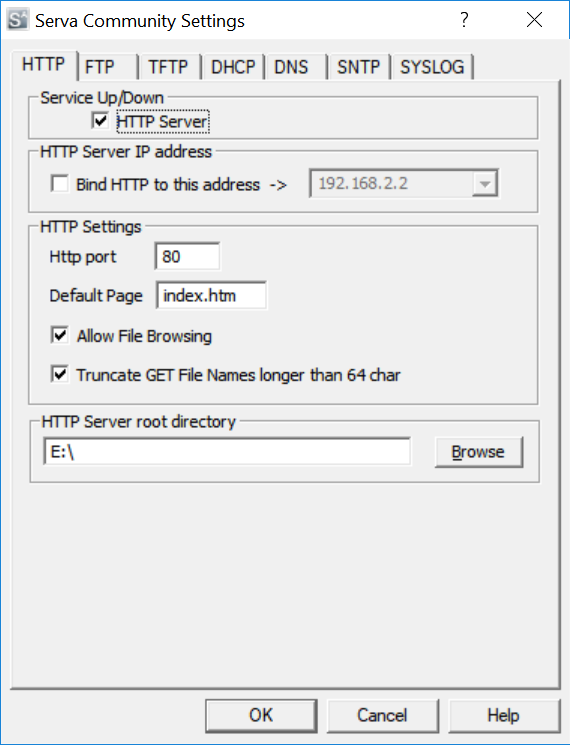 Serva Community Settings
HTTP FTP TFTP DHCP DNS SNTP SYSLOG
Service Up/Down
HTTP Server
HTTP Server IP address
Bind HTTP to this address -> 192.168.2.2
HTTP Settings
Http port 80
Default Page index.htm
Allow File Browsing
Truncate GET File Names longer than 64 char
HTTP Server root directory
E:\ Browse
OK Cancel Help